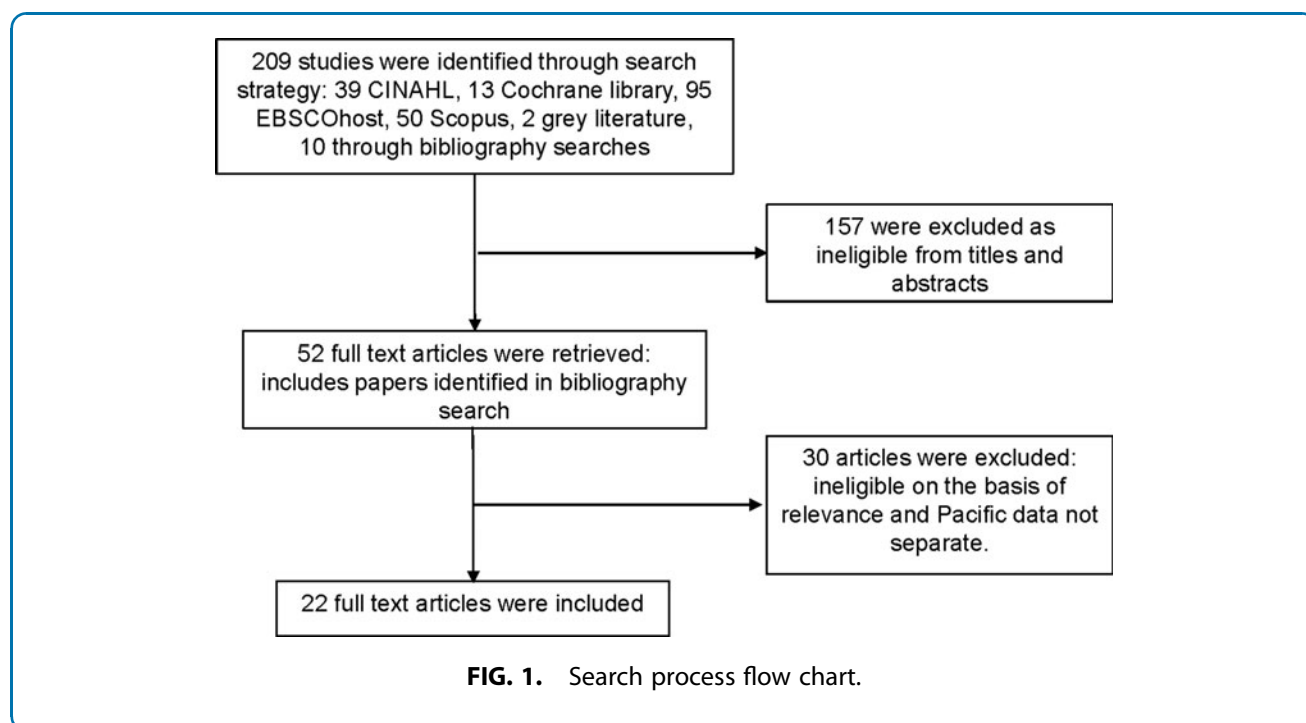 209 studies were identified through search
strategy: 39 CINAHL, 13 Cochrane library, 95
EBSCOhost, 50 Scopus, 2 grey literature,
10 through bibliography searches
157 were excluded as
ineligible from titles and
abstracts
52 full text articles were retrieved:
includes papers identified in bibliography
search
30 articles were excluded:
ineligible on the basis of
relevance and Pacific data not
separate.
22 full text articles were included
FIG. 1. Search process flow chart.